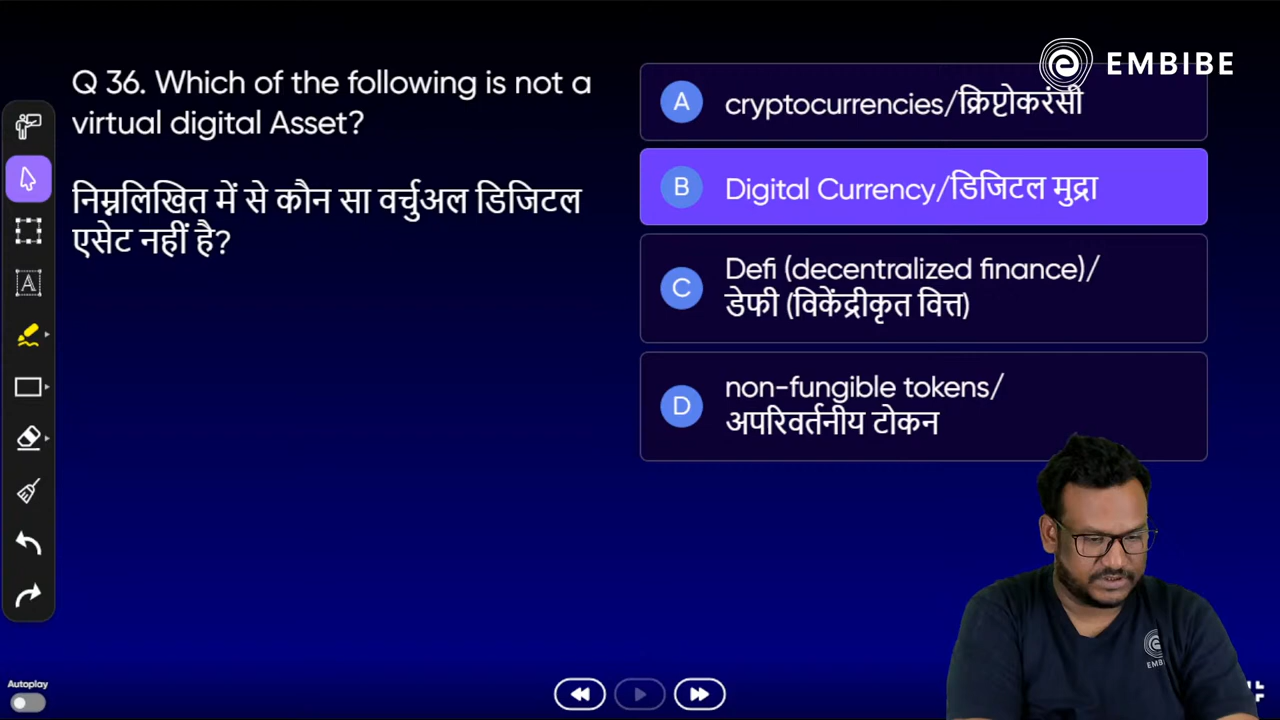 EMBIBE
Q 36. Which of the following is not a
virtual digital Asset?
निम्नलिखित में से कौन सा वर्चुअल डिजिटल
एसेट नहीं है?
A cryptocurrencies/क्रिप्टोकरंसी
B Digital Currency/डिजिटल मुद्रा
C Defi (decentralized finance)/
डेफी (विकेंद्रीकृत वित्त)
D non-fungible tokens/
अपरिवर्तनीय टोकन
A
Autoplay